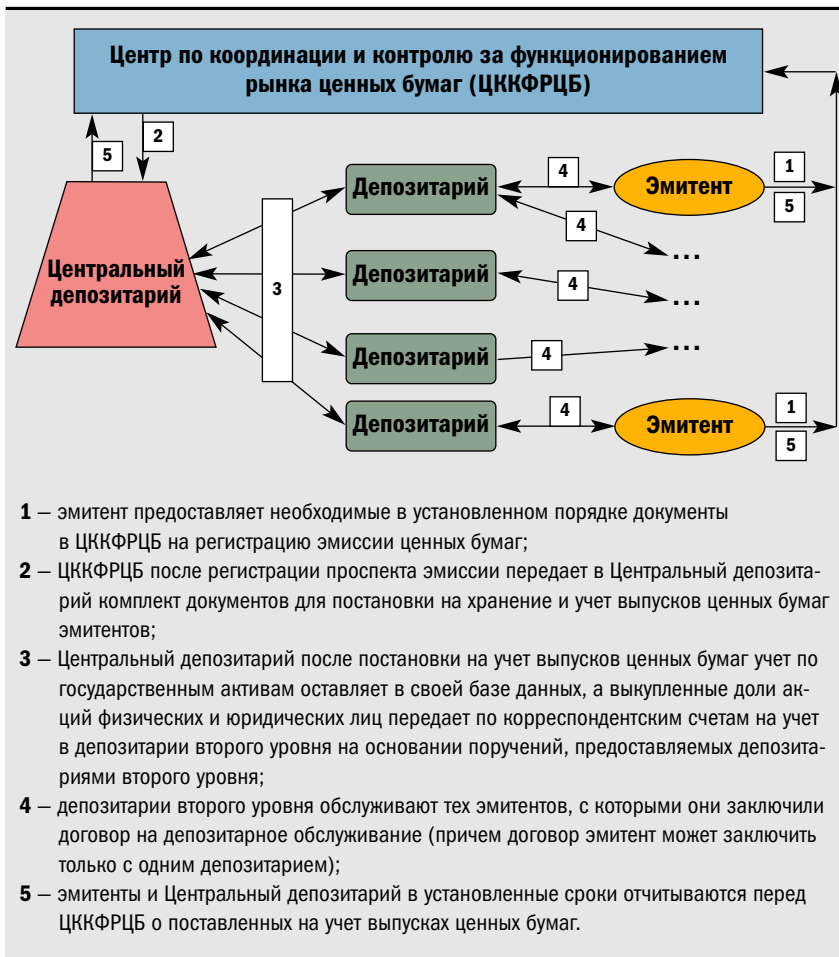 Центр по координации и контролю за функционированием
рынка ценных бумаг (ЦККФРЦБ)
5
2
Депозитарий
4
Эмитент
1
5
4
...
Центральный
депозитарий
3
Депозитарий
4
...
Депозитарий
4
...
Депозитарий
4
Эмитент
1
5
1 – эмитент предоставляет необходимые в установленном порядке документы
в ЦККФРЦБ на регистрацию эмиссии ценных бумаг;
2 – ЦККФРЦБ после регистрации проспекта эмиссии передает в Центральный депозита-
рий комплект документов для постановки на хранение и учет выпусков ценных бумаг
эмитентов;
3 – Центральный депозитарий после постановки на учет выпусков ценных бумаг учет по
государственным активам оставляет в своей базе данных, а выкупленные доли ак-
ций физических и юридических лиц передает по корреспондентским счетам на учет
в депозитарии второго уровня на основании поручений, предоставляемых депозита-
риями второго уровня;
4 – депозитарии второго уровня обслуживают тех эмитентов, с которыми они заключили
договор на депозитарное обслуживание (причем договор эмитент может заключить
только с одним депозитарием);
5 – эмитенты и Центральный депозитарий в установленные сроки отчитываются перед
ЦККФРЦБ о поставленных на учет выпусках ценных бумаг.